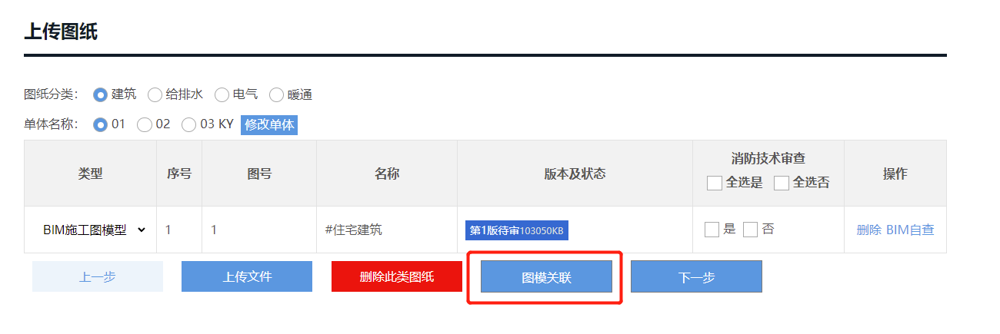 上传图纸
图纸分类： 建筑 给排水 电气 暖通
单体名称： 01 02 03 KY 修改单体
类型 序号 图号 名称 版本及状态 消防技术审查 操作
全选是 全选否
BIM施工图模型 1 1 #住宅建筑 第1版待审103050KB 是 否 删除 BIM自查
上一步 上传文件 删除此类图纸 图模关联 下一步